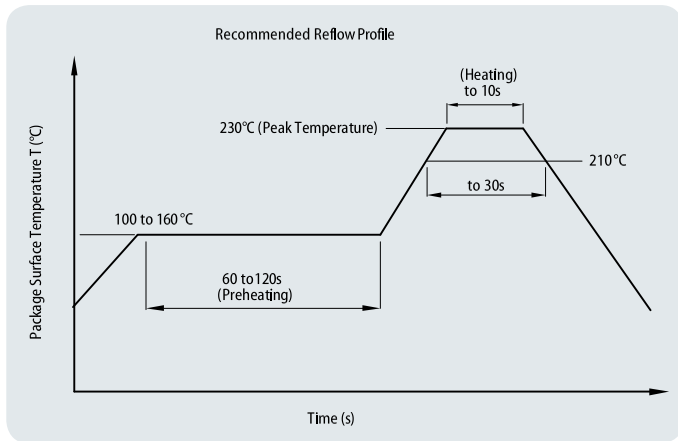 Recommended Reflow Profile
(Heating)
to 10s
230°C (Peak Temperature)
210°C
to 30s
100 to 160°C
60 to120s
(Preheating)
Package Surface Temperature T (°C)
Time (s)